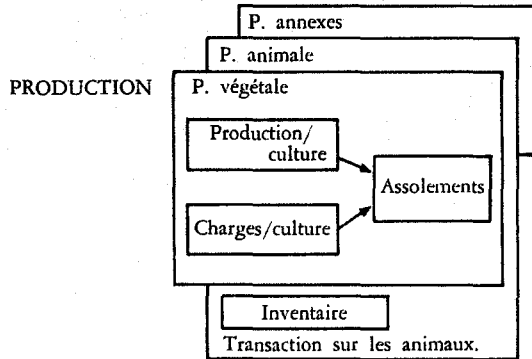 P. annexes
P. animale
PRODUCTION P. végétale
Production/
culture
Assolements
Charges/culture
Inventaire
Transaction sur les animaux.